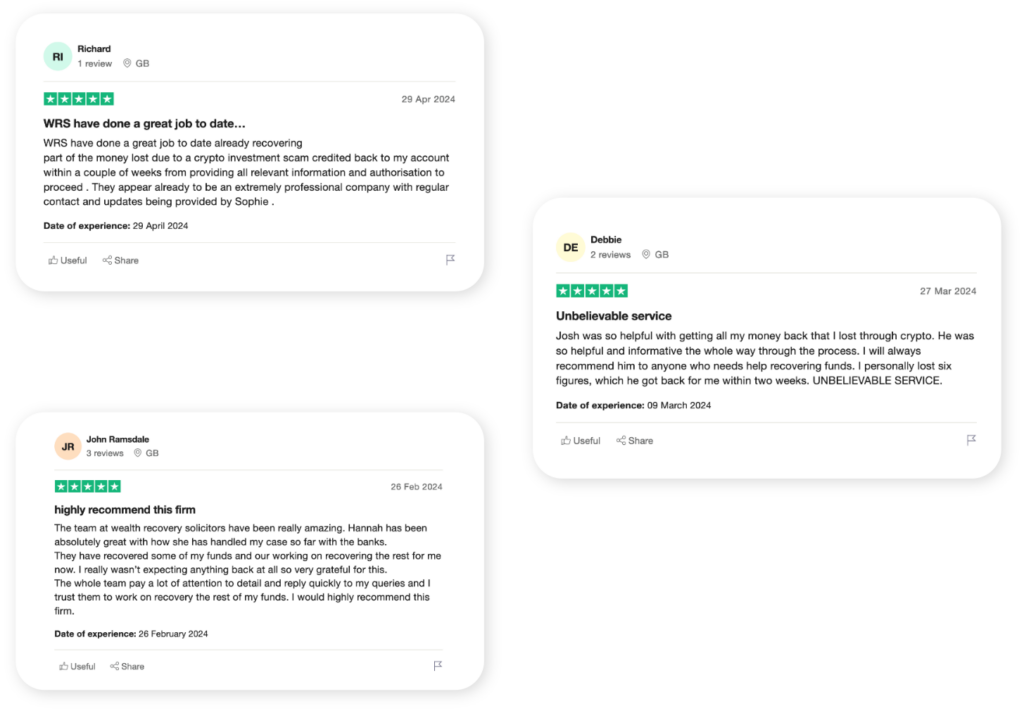 RI
Richard
1 review GB
29 Apr 2024
WRS have done a great job to date…
WRS have done a great job to date already recovering
part of the money lost due to a crypto investment scam credited back to my account
within a couple of weeks from providing all relevant information and authorisation to
proceed . They appear already to be an extremely professional company with regular
contact and updates being provided by Sophie .
Date of experience: 29 April 2024
Useful Share
DE
Debbie
2 reviews GB
27 Mar 2024
Unbelievable service
Josh was so helpful with getting all my money back that I lost through crypto. He was
so helpful and informative the whole way through the process. I will always
recommend him to anyone who needs help recovering funds. I personally lost six
figures, which he got back for me within two weeks. UNBELIEVABLE SERVICE.
Date of experience: 09 March 2024
Useful Share
JR
John Ramsdale
3 reviews GB
26 Feb 2024
highly recommend this firm
The team at wealth recovery solicitors have been really amazing. Hannah has been
absolutely great with how she has handled my case so far with the banks.
They have recovered some of my funds and our working on recovering the rest for me
now. I really wasn't expecting anything back at all so very grateful for this.
The whole team pay a lot of attention to detail and reply quickly to my queries and I
trust them to work on recovery the rest of my funds. I would highly recommend this
firm.
Date of experience: 26 February 2024
Useful Share